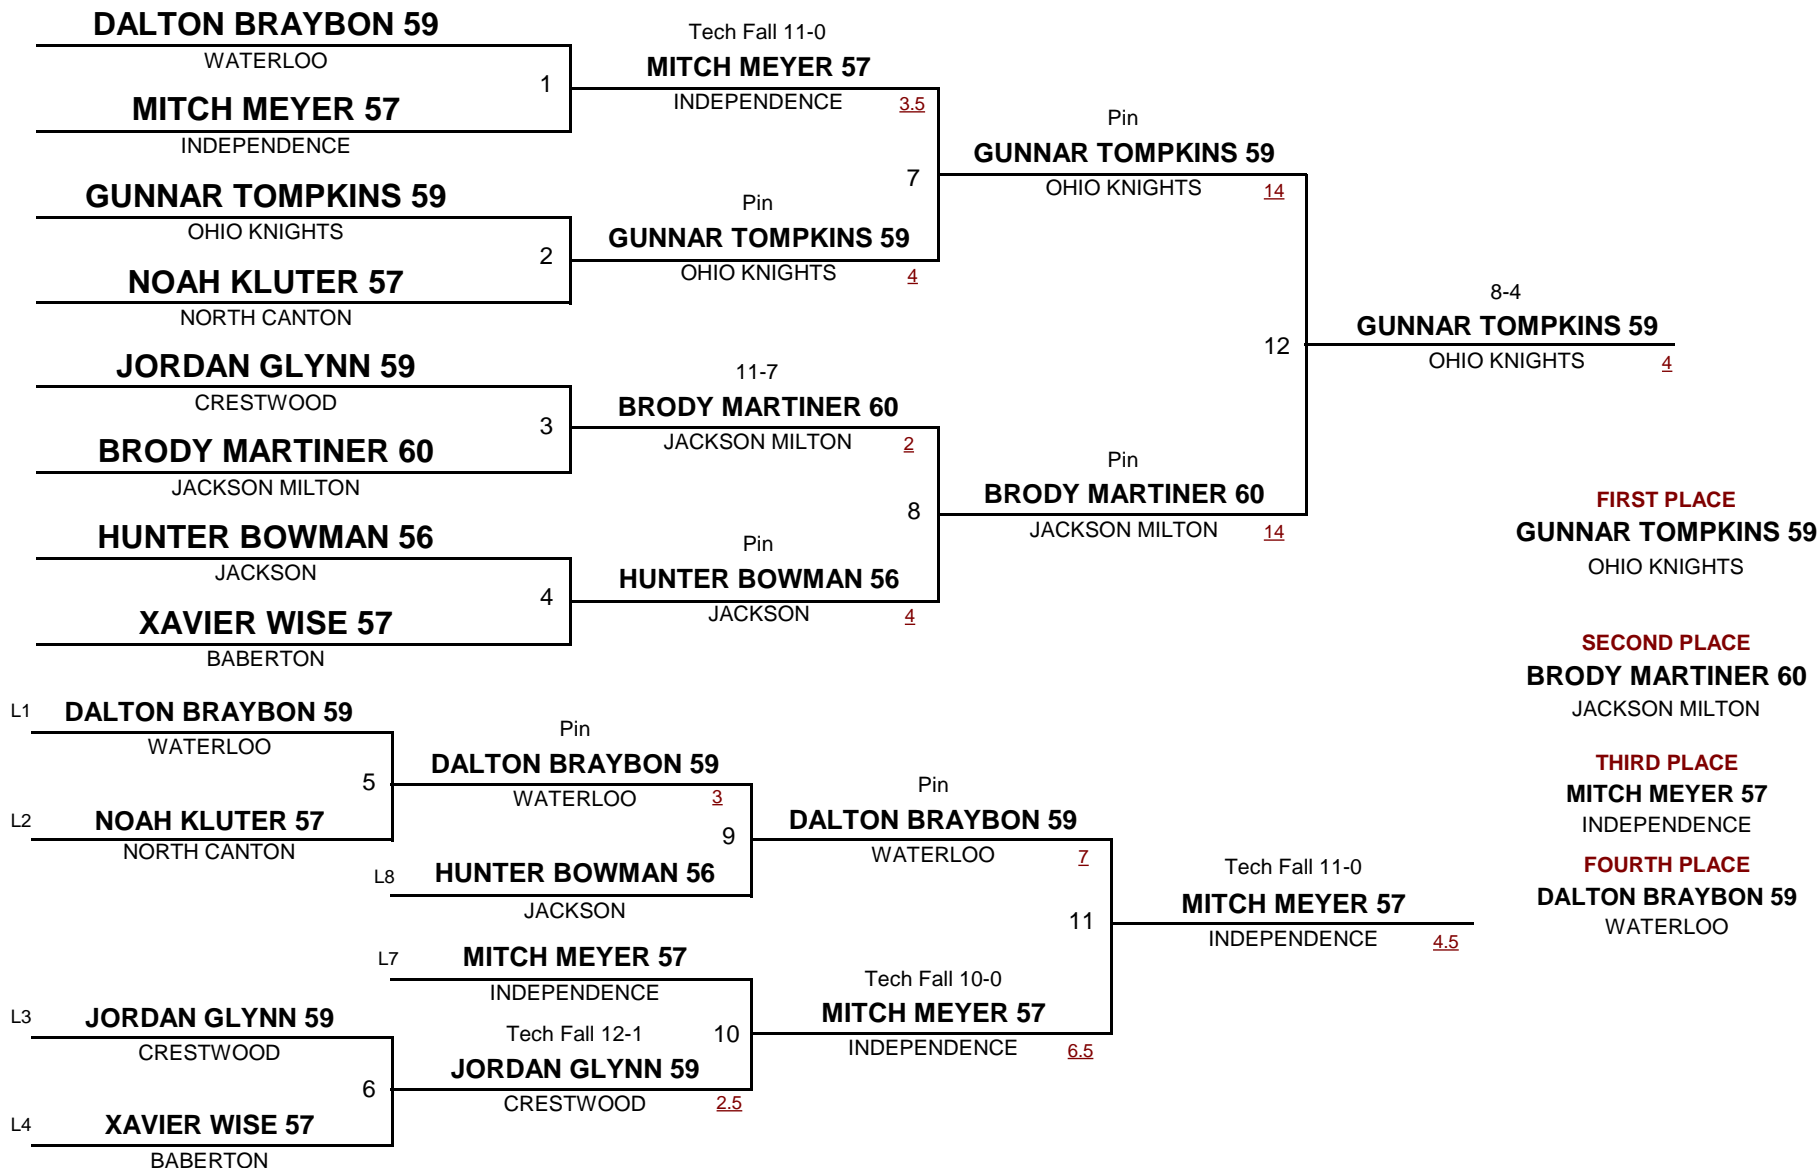 DALTON BRAYBON 59
WATERLOO
1
MITCH MEYER 57
INDEPENDENCE
Tech Fall 11-0
MITCH MEYER 57
INDEPENDENCE 3.5
GUNNAR TOMPKINS 59
OHIO KNIGHTS
2
NOAH KLUTER 57
NORTH CANTON
Pin
GUNNAR TOMPKINS 59
OHIO KNIGHTS 4
7
Pin
GUNNAR TOMPKINS 59
OHIO KNIGHTS 14
JORDAN GLYNN 59
CRESTWOOD
3
BRODY MARTINER 60
JACKSON MILTON
11-7
BRODY MARTINER 60
JACKSON MILTON 2
HUNTER BOWMAN 56
JACKSON
4
XAVIER WISE 57
BABERTON
Pin
HUNTER BOWMAN 56
JACKSON 4
8
Pin
BRODY MARTINER 60
JACKSON MILTON 14
12
8-4
GUNNAR TOMPKINS 59
OHIO KNIGHTS 4
FIRST PLACE
GUNNAR TOMPKINS 59
OHIO KNIGHTS
SECOND PLACE
BRODY MARTINER 60
JACKSON MILTON
THIRD PLACE
MITCH MEYER 57
INDEPENDENCE
FOURTH PLACE
DALTON BRAYBON 59
WATERLOO
L1 DALTON BRAYBON 59
WATERLOO
5
L2 NOAH KLUTER 57
NORTH CANTON
Pin
DALTON BRAYBON 59
WATERLOO 3
9
L8 HUNTER BOWMAN 56
JACKSON
Pin
DALTON BRAYBON 59
WATERLOO 7
L7 MITCH MEYER 57
INDEPENDENCE
10
L3 JORDAN GLYNN 59
CRESTWOOD
6
L4 XAVIER WISE 57
BABERTON
Tech Fall 12-1
JORDAN GLYNN 59
CRESTWOOD 2.5
Tech Fall 10-0
MITCH MEYER 57
INDEPENDENCE 6.5
11
Tech Fall 11-0
MITCH MEYER 57
INDEPENDENCE 4.5